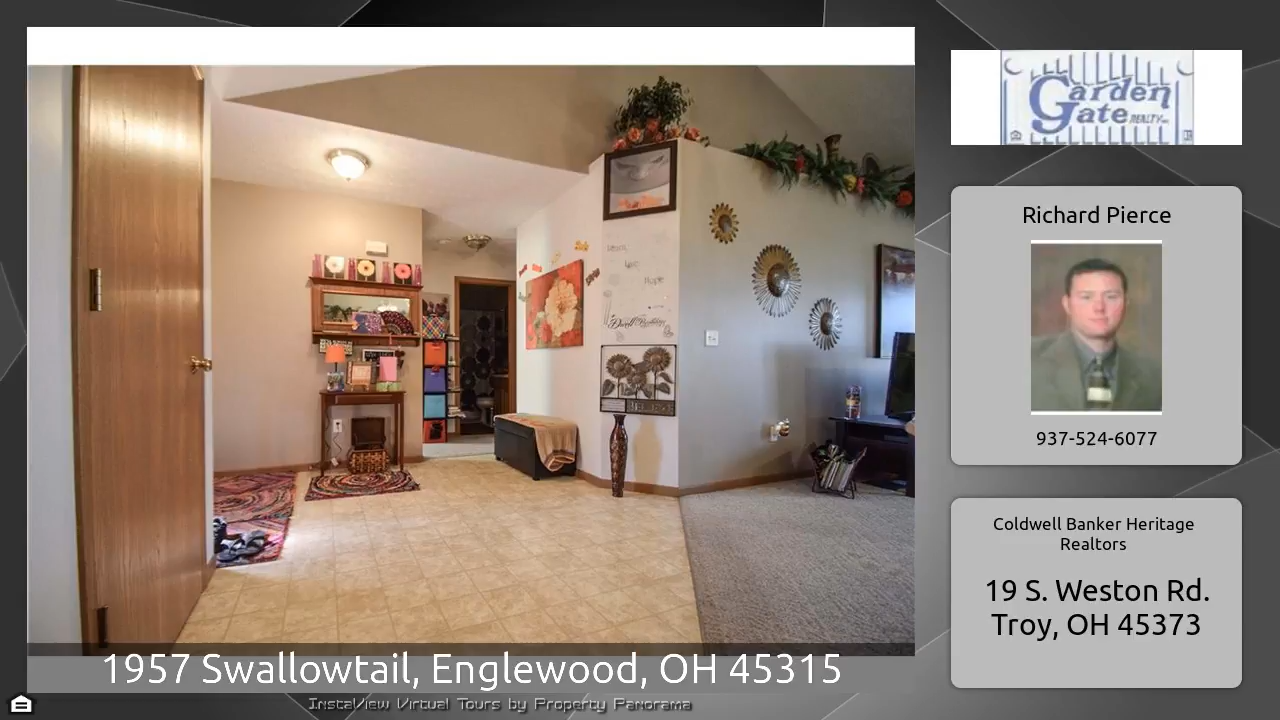 Garden
Gate
REALTY
Richard Pierce
937-524-6077
Coldwell Banker Heritage
Realtors
19 S. Weston Rd.
Troy, OH 45373
1957 Swallowtail, Englewood, OH 45315
InstaView Virtual Tours by Property Panorama